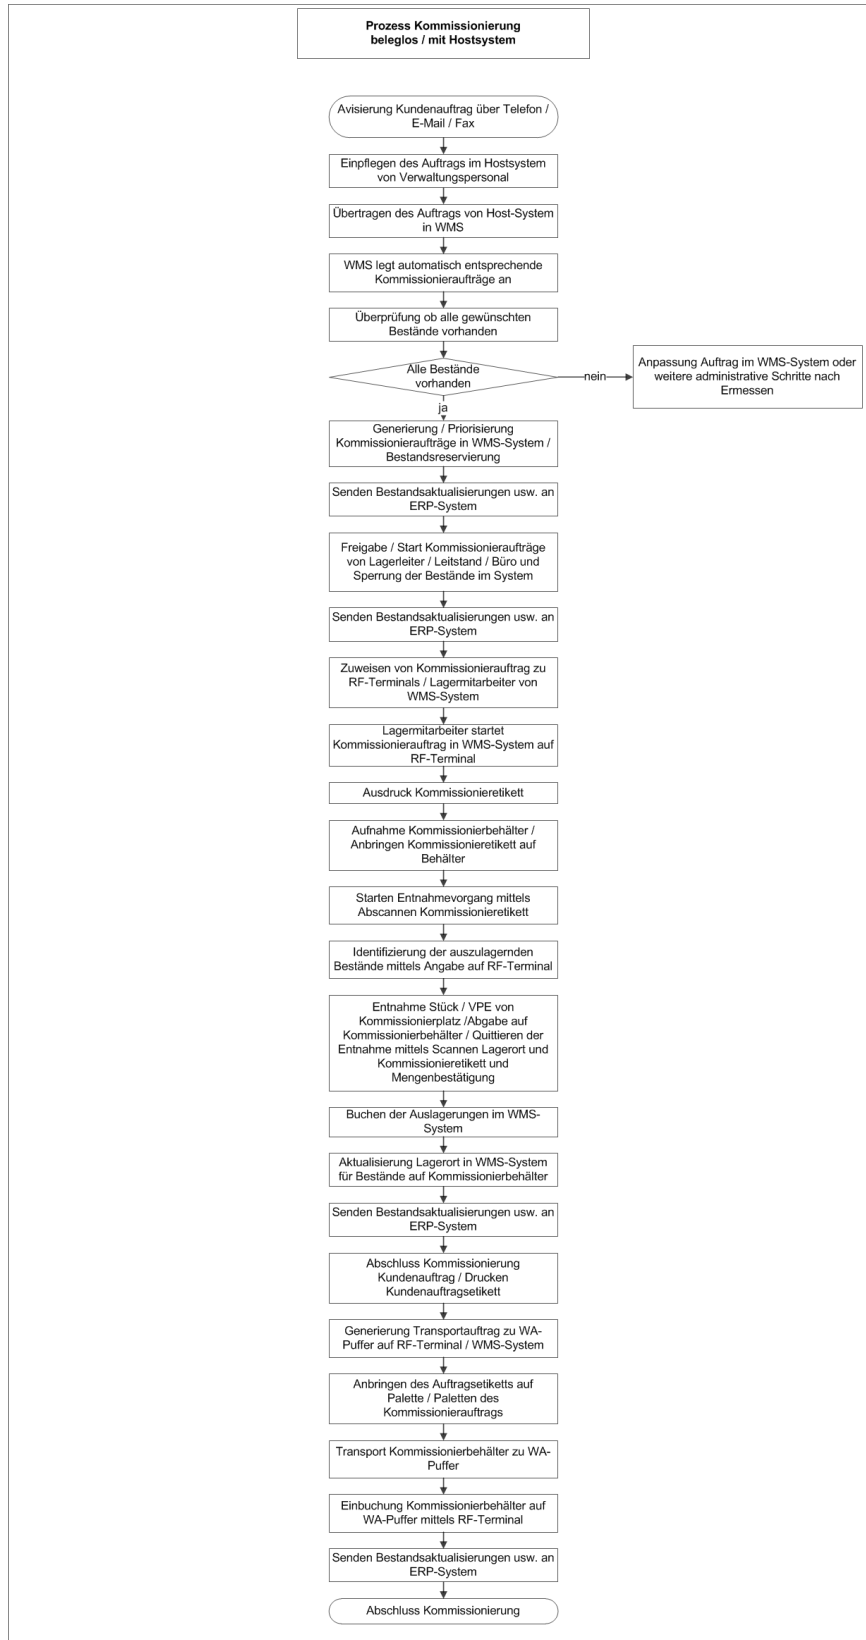 Prozess Kommissionierung
beleglos / mit Hostsystem
Avisierung Kundenauftrag über Telefon /
E-Mail / Fax
Einpflegen des Auftrags im Hostsystem
von Verwaltungspersonal
Übertragen des Auftrags von Host-System
in WMS
WMS legt automatisch entsprechende
Kommissionieraufträge an
Überprüfung ob alle gewünschten
Bestände vorhanden
Alle Bestände
vorhanden
nein
Anpassung Auftrag im WMS-System oder
weitere administrative Schritte nach
Ermessen
ja
Generierung / Priorisierung
Kommissionieraufträge in WMS-System /
Bestandsreservierung
Senden Bestandsaktualisierungen usw. an
ERP-System
Freigabe / Start Kommissionieraufträge
von Lagerleiter / Leitstand / Büro und
Sperrung der Bestände im System
Senden Bestandsaktualisierungen usw. an
ERP-System
Zuweisen von Kommissionierauftrag zu
RF-Terminals / Lagermitarbeiter von
WMS-System
Lagermitarbeiter startet
Kommissionierauftrag in WMS-System auf
RF-Terminal
Ausdruck Kommissionieretikett
Aufnahme Kommissionierbehälter /
Anbringen Kommissionieretikett auf
Behälter
Starten Entnahmevorgang mittels
Abscannen Kommissionieretikett
Identifizierung der auszulagernden
Bestände mittels Angabe auf RF-Terminal
Entnahme Stück / VPE von
Kommissionierplatz /Abgabe auf
Kommissionierbehälter / Quittieren der
Entnahme mittels Scannen Lagerort und
Kommissionieretikett und
Mengenbestätigung
Buchen der Auslagerungen im WMS-
System
Aktualisierung Lagerort in WMS-System
für Bestände auf Kommissionierbehälter
Senden Bestandsaktualisierungen usw. an
ERP-System
Abschluss Kommissionierung
Kundenauftrag / Drucken
Kundenauftragsetikett
Generierung Transportauftrag zu WA-
Puffer auf RF-Terminal / WMS-System
Anbringen des Auftragsetiketts auf
Palette / Paletten des
Kommissionierauftrags
Transport Kommissionierbehälter zu WA-
Puffer
Einbuchung Kommissionierbehälter auf
WA-Puffer mittels RF-Terminal
Senden Bestandsaktualisierungen usw. an
ERP-System
Abschluss Kommissionierung